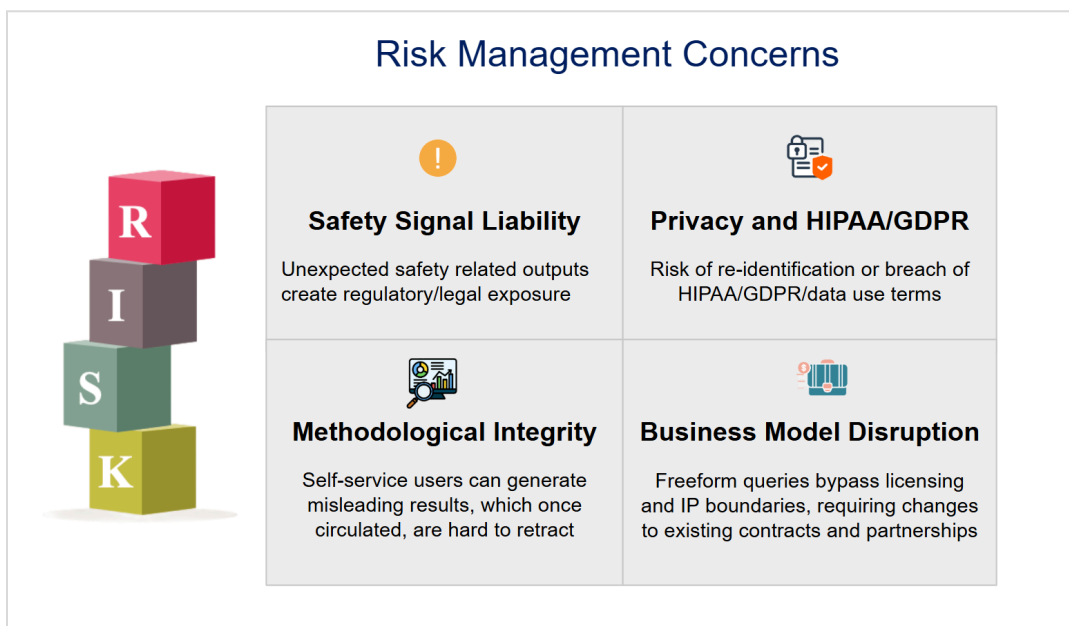 Risk Management Concerns
R
I
S
K
Safety Signal Liability
Unexpected safety related outputs
create regulatory/legal exposure
Privacy and HIPAA/GDPR
Risk of re-identification or breach of
HIPAA/GDPR/data use terms
Methodological Integrity
Self-service users can generate
misleading results, which once
circulated, are hard to retract
Business Model Disruption
Freeform queries bypass licensing
and IP boundaries, requiring changes
to existing contracts and partnerships